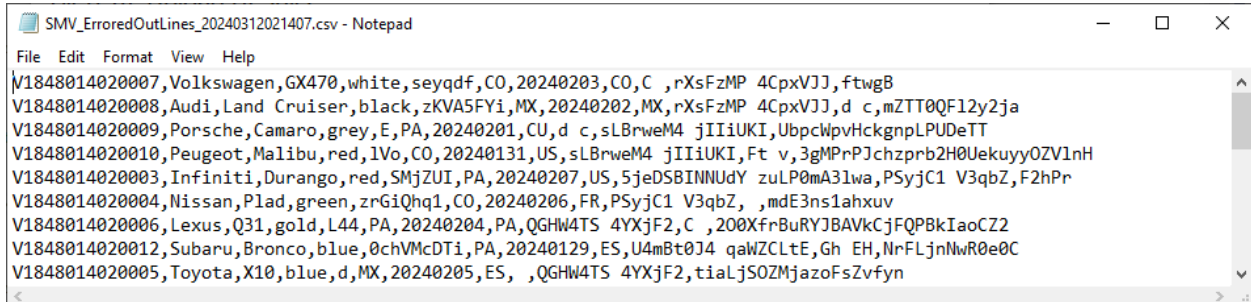 SMV_ErroredOutLines_20240312021407.csv - Notepad
File Edit Format View Help
V1848014020007,Volkswagen,GX470,white,seyqdf,CO,20240203,CO,C ,rXsFzMP 4CpxVJJ,ftwgB
V1848014020008,Audi,Land Cruiser,black,zKVA5FYi,MX,20240202,MX,rXsFzMP 4CpxVJJ,d c,mZTT0QFl2y2ja
V1848014020009,Porsche,Camaro,grey,E,PA,20240201,CU,d c,sLBrweM4 jIIiUKI,UbpcWpvHckgnpLPUDeTT
V1848014020010,Peugeot,Malibu,red,lVo,CO,20240131,US,sLBrweM4 jIIiUKI,Ft v,3gMPrPJchzprb2H0UekuyyOZVlnH
V1848014020003,Infiniti,Durango,red,SMjZUI,PA,20240207,US,5jeDSBINNUdY zuLP0mA3lwa,PSyjC1 V3qbZ,F2hPr
V1848014020004,Nissan,Plad,green,zrGiQhq1,CO,20240206,FR,PSyjC1 V3qbZ, ,mdE3ns1ahxuv
V1848014020006,Lexus,Q31,gold,L44,PA,20240204,PA,QGHW4TS 4YXjF2,C ,2O0XfrBuRYJBAVkCjFQPBkIaoCZ2
V1848014020012,Subaru,Bronco,blue,0chVMcDTi,PA,20240129,ES,U4mBt0J4 qaWZCLtE,Gh EH,NrFLjnNwR0e0C
V1848014020005,Toyota,X10,blue,d,MX,20240205,ES, ,QGHW4TS 4YXjF2,tiaLjSOZMjazoFsZvfyn